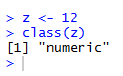 > z <- 12
> class(z)
[1] "numeric"
>